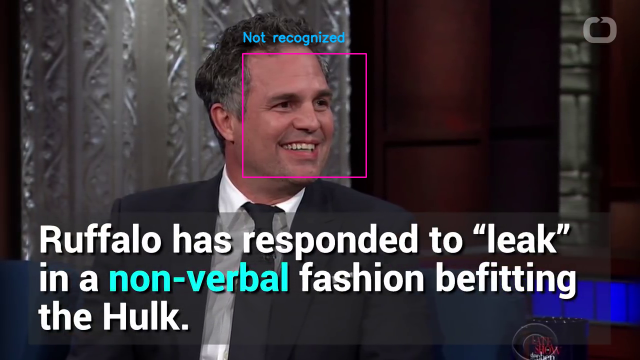 Not recognized
Ruffalo has responded to “leak”
in a non-verbal fashion befitting
the Hulk.